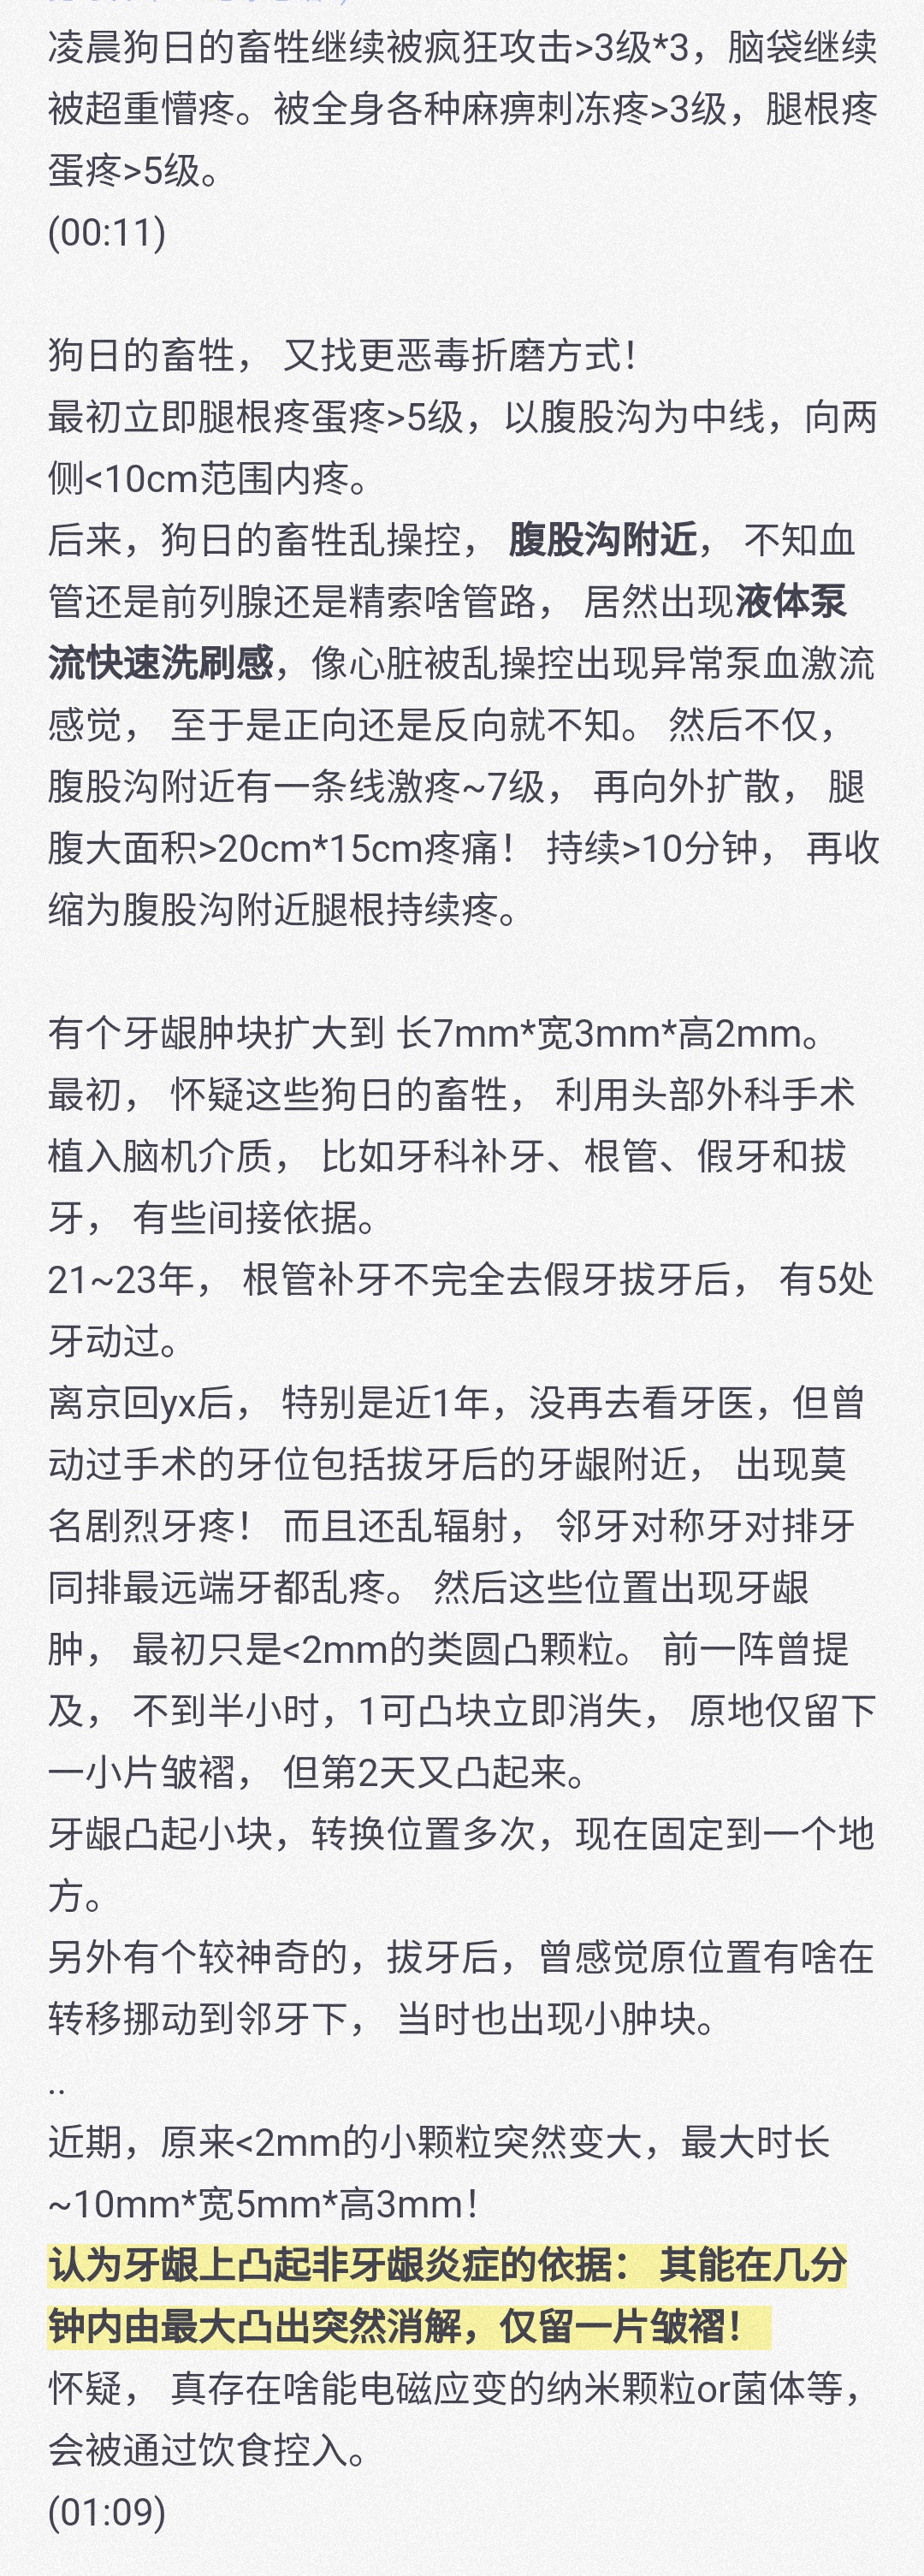 凌晨狗日的畜牲继续被疯狂攻击>3级*3，脑袋继续
被超重懵疼。被全身各种麻痹刺冻疼>3级，腿根疼
蛋疼>5级。
(00:11)
狗日的畜牲， 又找更恶毒折磨方式！
最初立即腿根疼蛋疼>5级，以腹股沟为中线，向两
侧<10cm范围内疼。
后来，狗日的畜牲乱操控， 腹股沟附近， 不知血
管还是前列腺还是精索啥管路， 居然出现液体泵
流快速洗刷感，像心脏被乱操控出现异常泵血激流
感觉， 至于是正向还是反向就不知。 然后不仅，
腹股沟附近有一条线激疼~7级， 再向外扩散， 腿
腹大面积>20cm*15cm疼痛！ 持续>10分钟， 再收
缩为腹股沟附近腿根持续疼。
有个牙龈肿块扩大到 长7mm*宽3mm*高2mm。
最初， 怀疑这些狗日的畜牲， 利用头部外科手术
植入脑机介质， 比如牙科补牙、根管、假牙和拔
牙， 有些间接依据。
21~23年， 根管补牙不完全去假牙拔牙后， 有5处
牙动过。
离京回yx后， 特别是近1年，没再去看牙医，但曾
动过手术的牙位包括拔牙后的牙龈附近， 出现莫
名剧烈牙疼！ 而且还乱辐射， 邻牙对称牙对排牙
同排最远端牙都乱疼。 然后这些位置出现牙龈
肿， 最初只是<2mm的类圆凸颗粒。 前一阵曾提
及， 不到半小时，1可凸块立即消失， 原地仅留下
一小片皱褶， 但第2天又凸起来。
牙龈凸起小块，转换位置多次，现在固定到一个地
方。
另外有个较神奇的，拔牙后，曾感觉原位置有啥在
转移挪动到邻牙下， 当时也出现小肿块。
..
近期，原来<2mm的小颗粒突然变大，最大时长
~10mm*宽5mm*高3mm！
认为牙龈上凸起非牙龈炎症的依据： 其能在几分
钟内由最大凸出突然消解，仅留一片皱褶！
怀疑， 真存在啥能电磁应变的纳米颗粒or菌体等，
会被通过饮食控入。
(01:09)